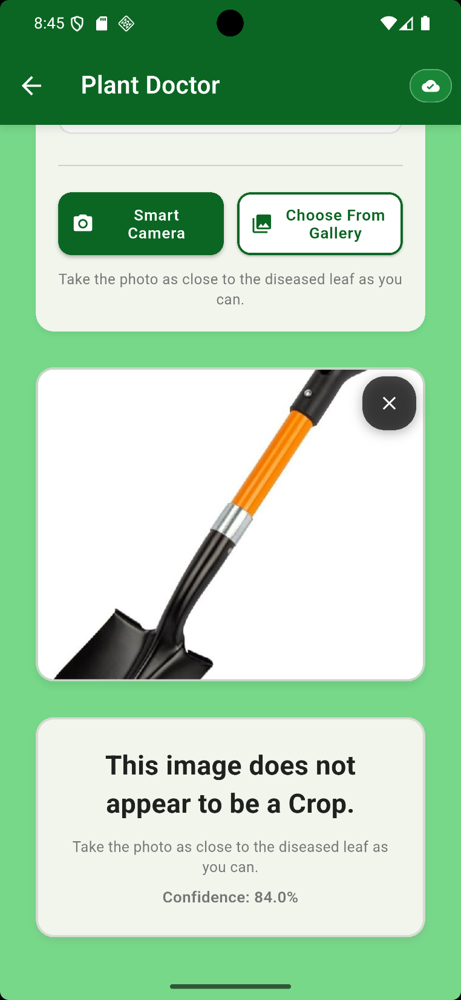 8:45
Plant Doctor
Smart
Camera
Choose From
Gallery
Take the photo as close to the diseased leaf as you
can.
This image does not
appear to be a Crop.
Take the photo as close to the diseased leaf as
you can.
Confidence: 84.0%